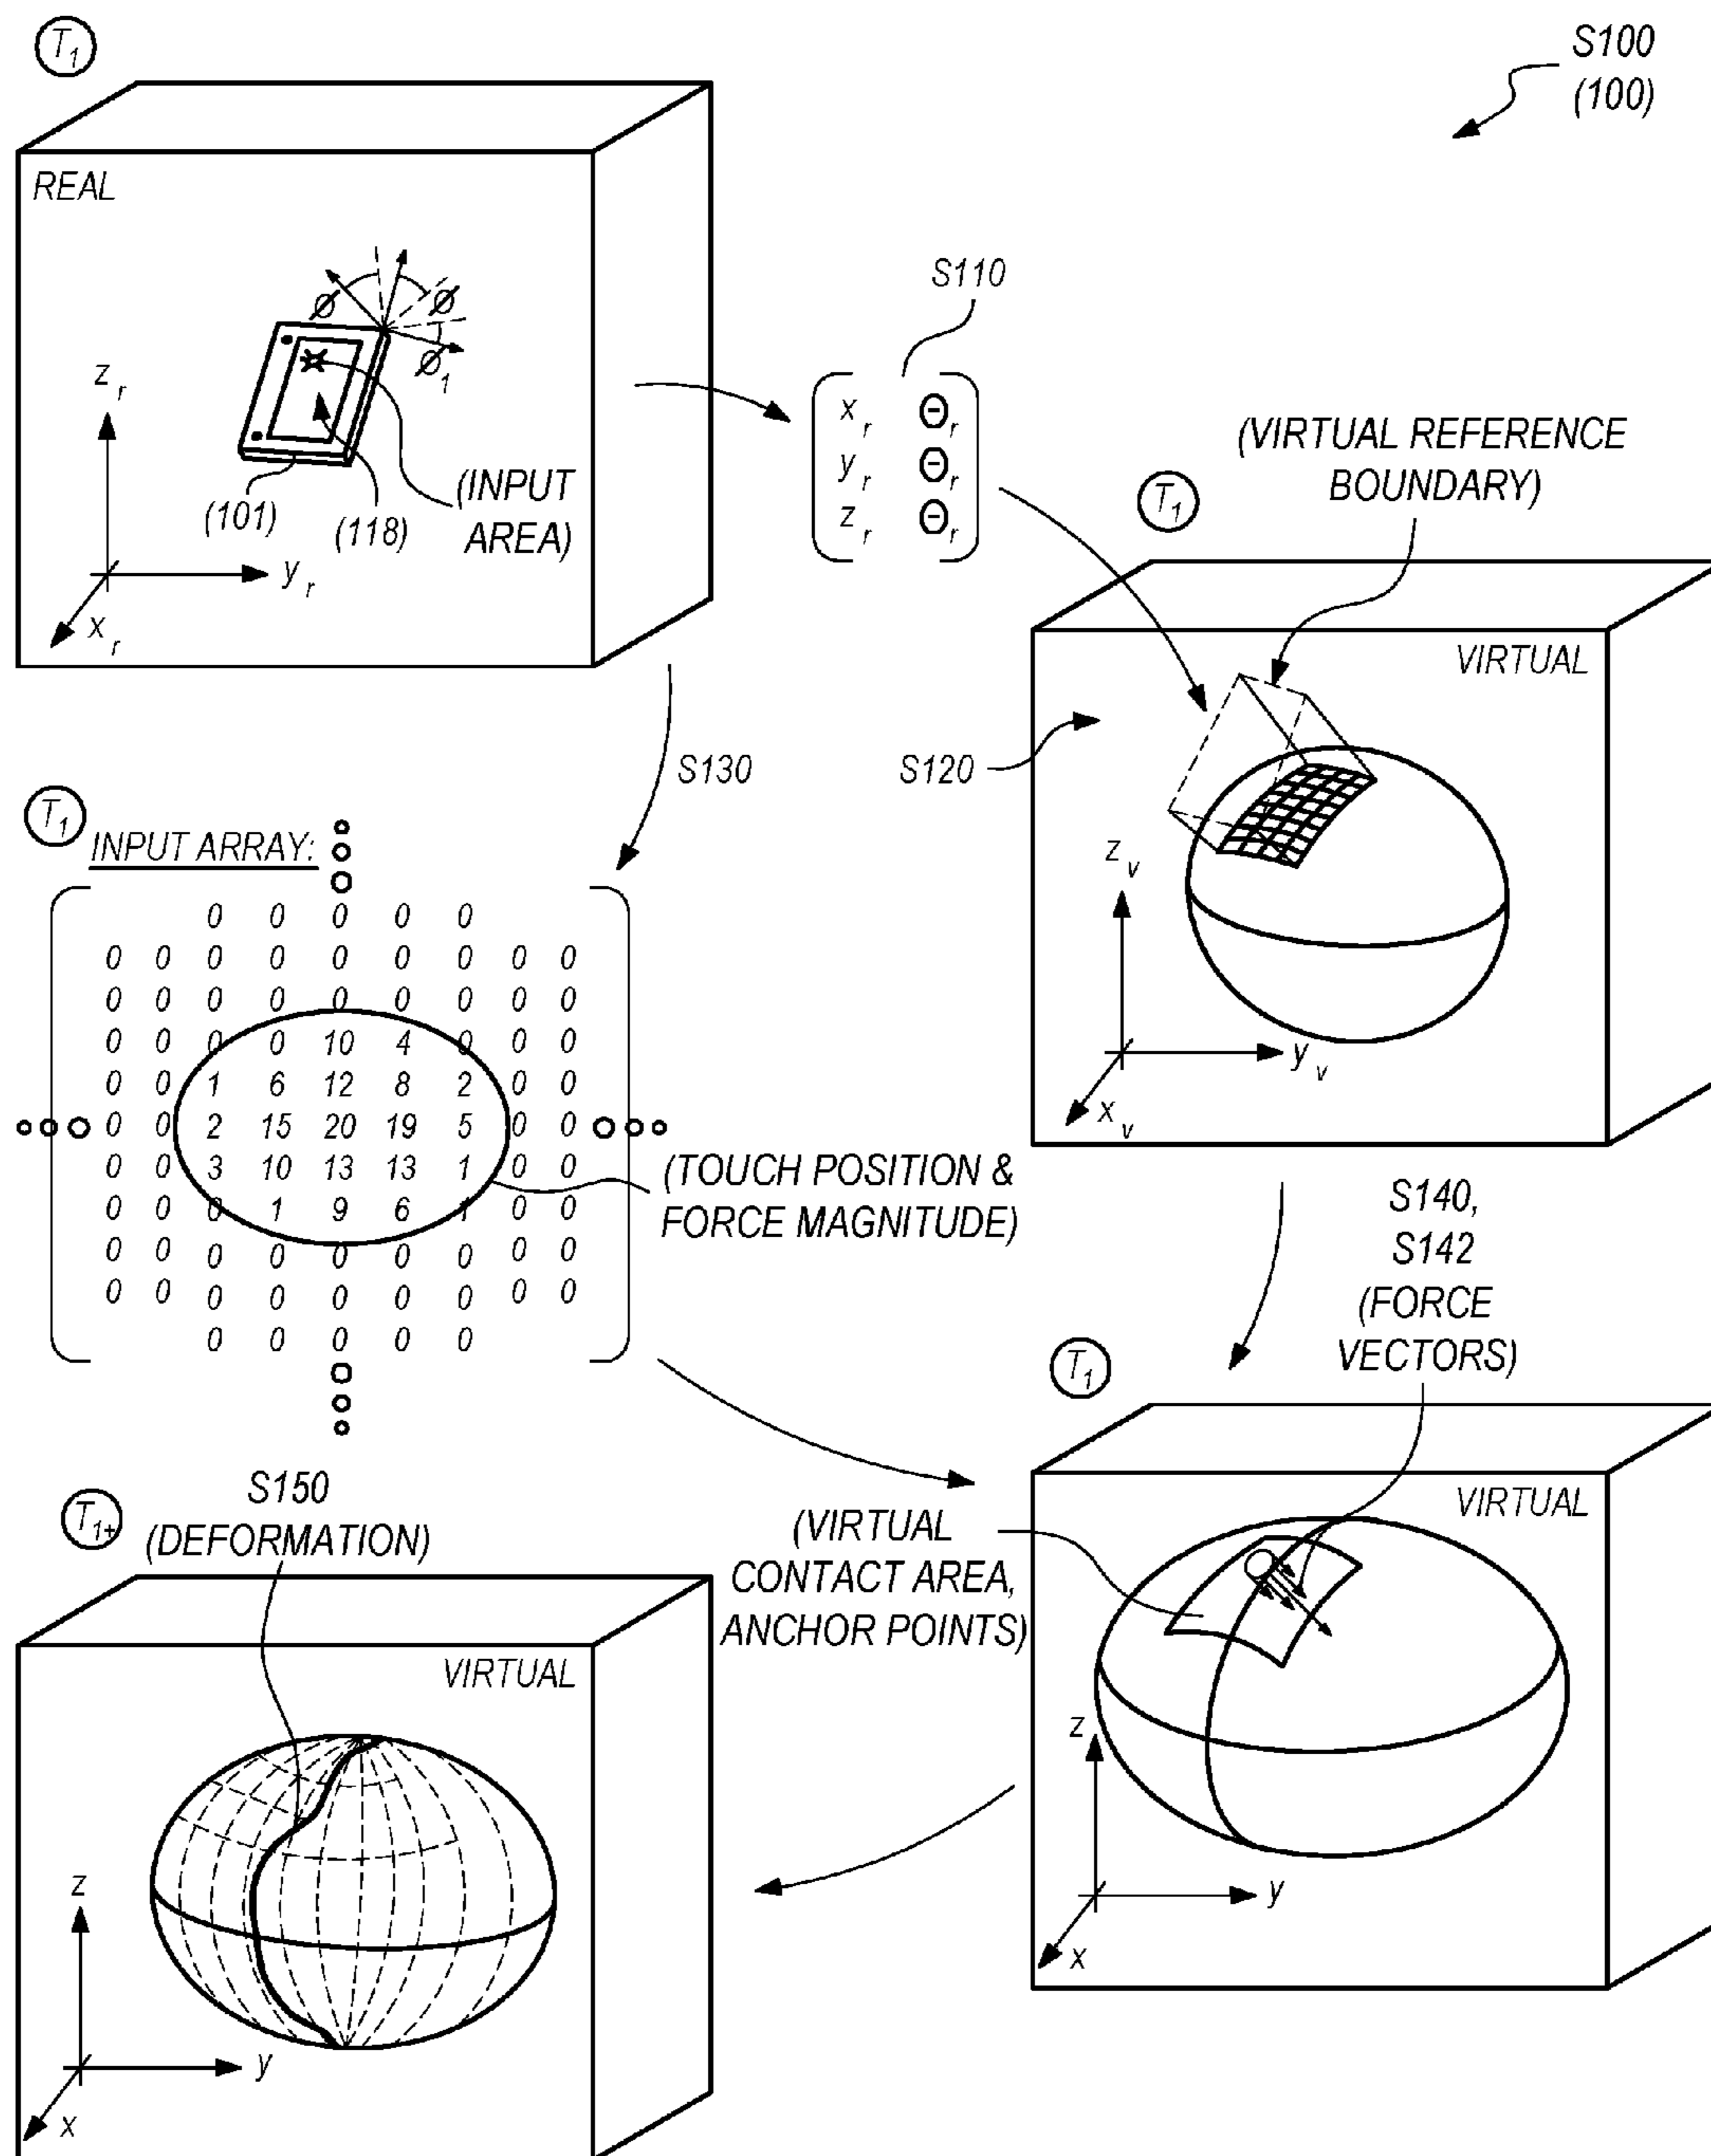 T1
S100
(100)
REAL
Ø
Ø
Ø1
zr
(101)
(118)
(INPUT
AREA)
yr
xr
S110
xr Θr
yr Θr
zr Θr
(VIRTUAL REFERENCE
BOUNDARY)
T1
VIRTUAL
S120
zv
yv
xv
S130
T1
INPUT ARRAY:
0 0 0 0 0
0 0 0 0 0 0 0 0 0
0 0 0 0 0 0 0 0 0
0 0 0 0 10 4 0 0 0
0 0 1 6 12 8 2 0 0
0 0 2 15 20 19 5 0 0
0 0 3 10 13 13 1 0 0
0 0 0 1 9 6 1 0 0
0 0 0 0 0 0 0 0 0
0 0 0 0 0 0 0 0 0
0 0 0 0 0
(TOUCH POSITION &
FORCE MAGNITUDE)
S140,
S142
(FORCE
VECTORS)
T1
VIRTUAL
(VIRTUAL
CONTACT AREA,
ANCHOR POINTS)
z
y
x
T1+
S150
(DEFORMATION)
VIRTUAL
z
y
x